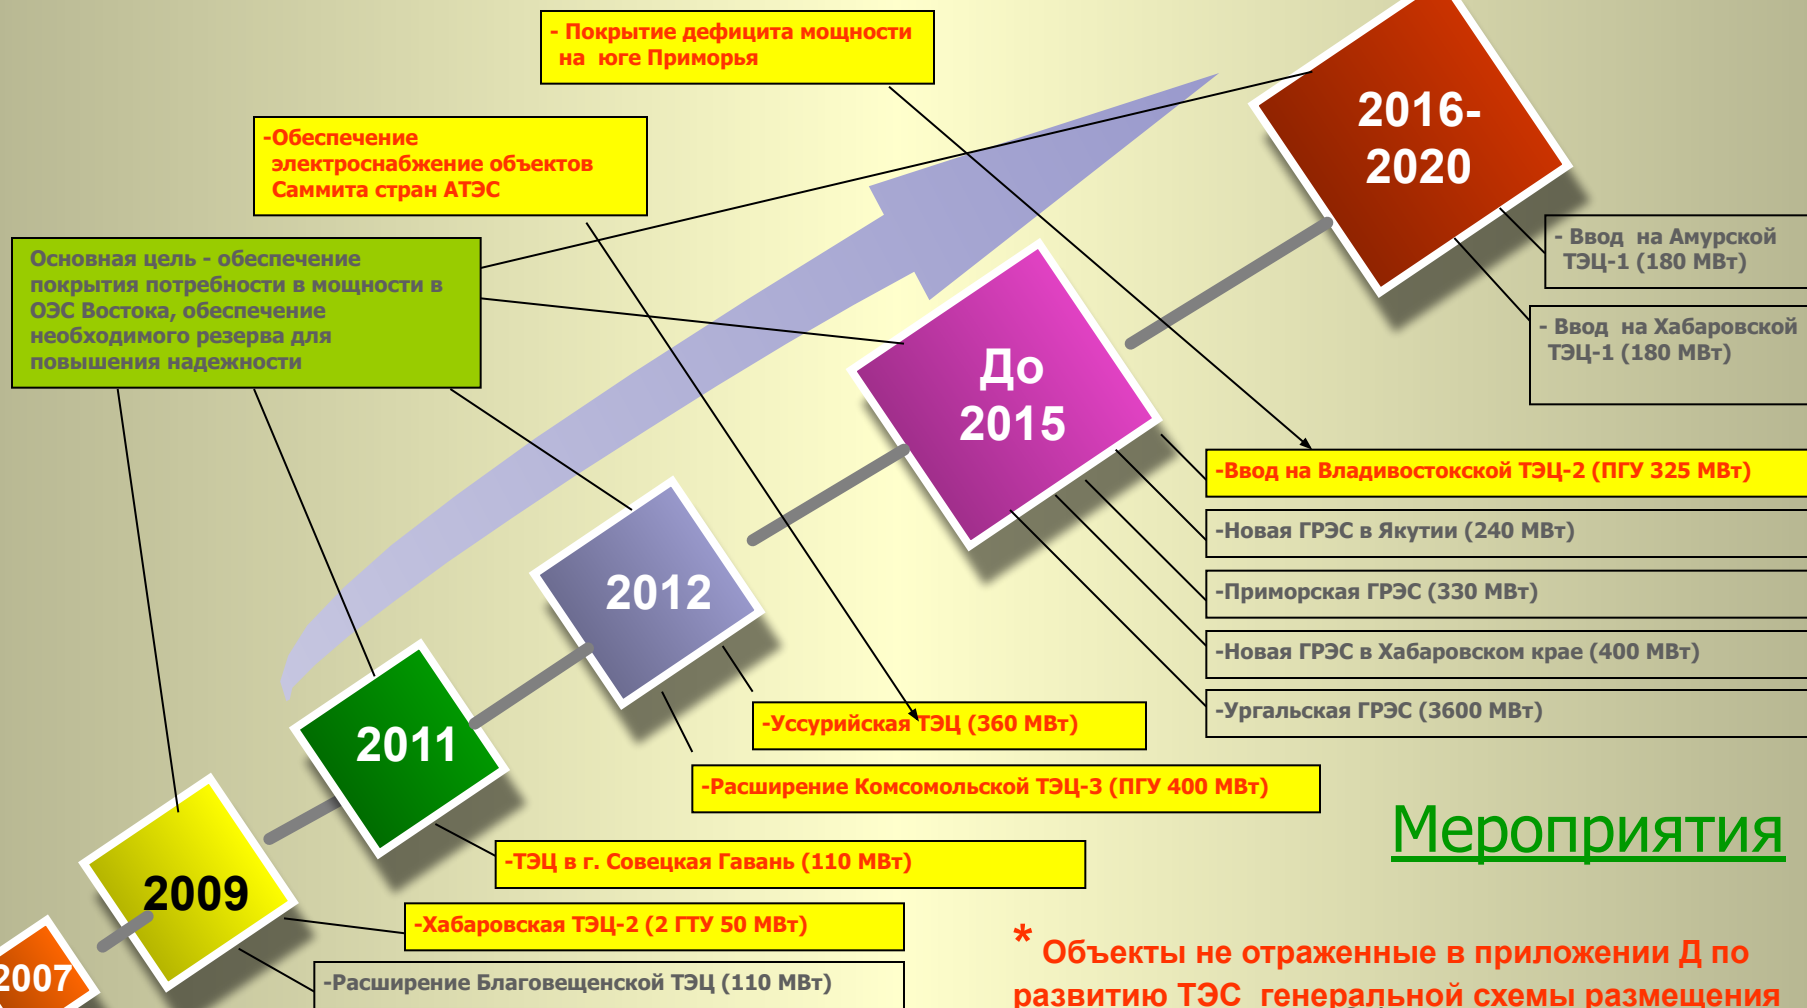 - Покрытие дефицита мощности
на юге Приморья
-Обеспечение
электроснабжение объектов
Саммита стран АТЭС
Основная цель - обеспечение
покрытия потребности в мощности в
ОЭС Востока, обеспечение
необходимого резерва для
повышения надежности
2016-
2020
- Ввод на Амурской
ТЭЦ-1 (180 МВт)
- Ввод на Хабаровской
ТЭЦ-1 (180 МВт)
До
2015
-Ввод на Владивостокской ТЭЦ-2 (ПГУ 325 МВт)
-Новая ГРЭС в Якутии (240 МВт)
-Приморская ГРЭС (330 МВт)
-Новая ГРЭС в Хабаровском крае (400 МВт)
-Ургальская ГРЭС (3600 МВт)
2012
-Уссурийская ТЭЦ (360 МВт)
-Расширение Комсомольской ТЭЦ-3 (ПГУ 400 МВт)
2011
-ТЭЦ в г. Совецкая Гавань (110 МВт)
2009
-Хабаровская ТЭЦ-2 (2 ГТУ 50 МВт)
-Расширение Благовещенской ТЭЦ (110 МВт)
2007
Мероприятия
* Объекты не отраженные в приложении Д по
развитию ТЭС генеральной схемы размещения